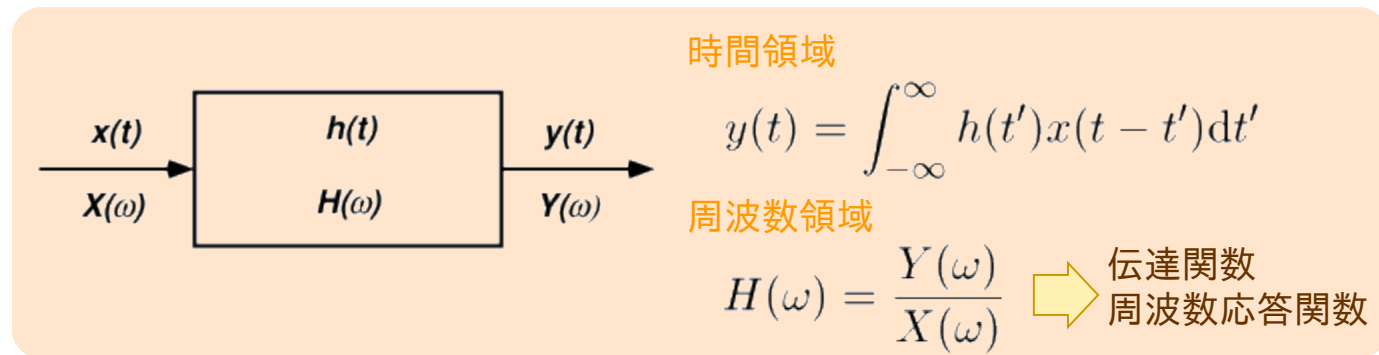 時間領域
x(t) h(t) y(t)
y(t) = ∫_{-∞}^{∞} h(t′)x(t − t′)dt′
X(ω) H(ω) Y(ω)
周波数領域
H(ω) = Y(ω)/X(ω)
伝達関数
周波数応答関数